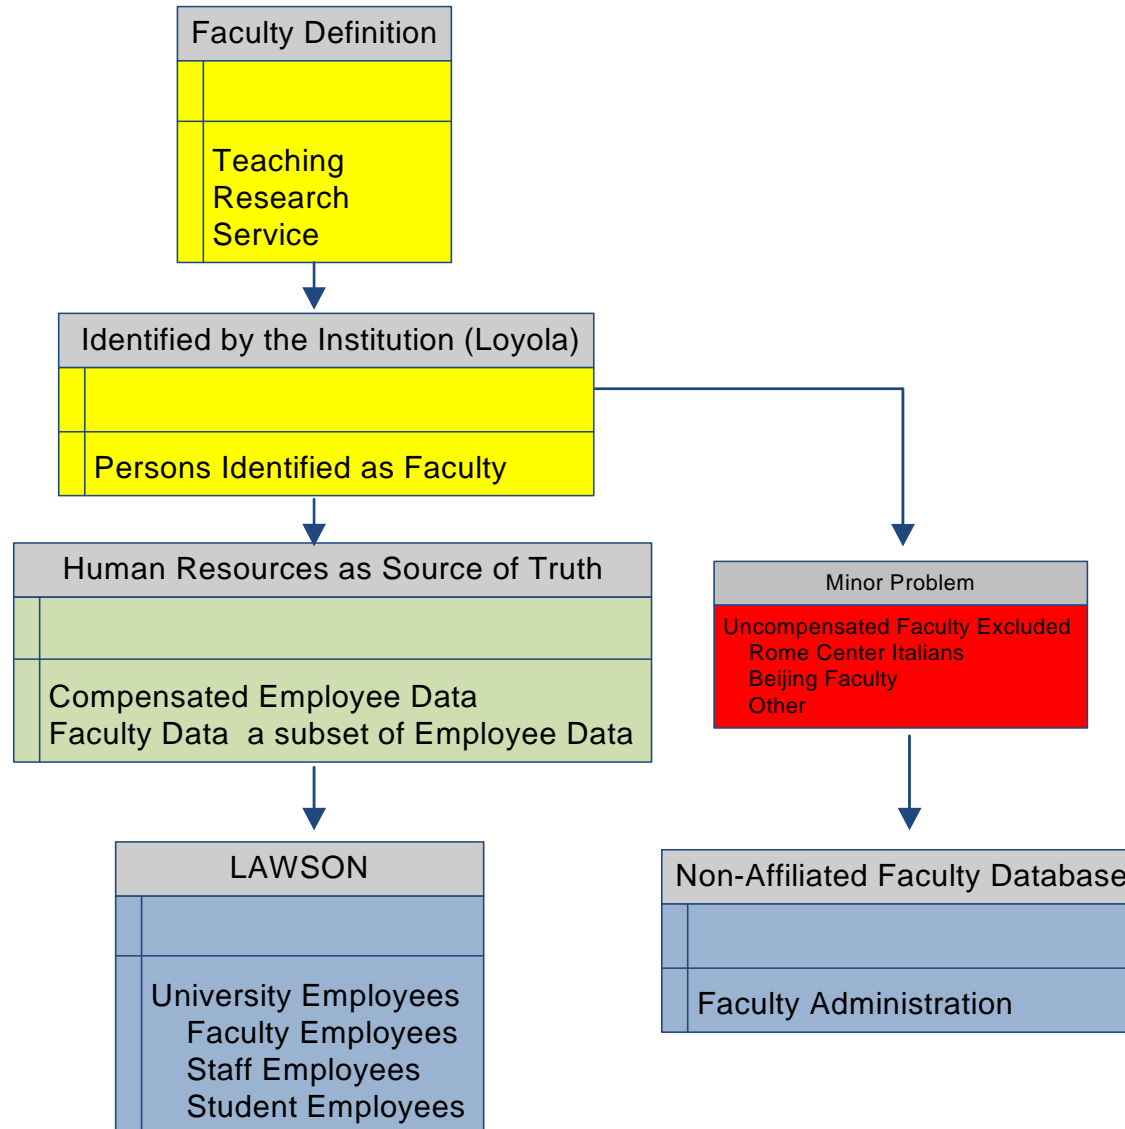 Faculty Definition
Teaching
Research
Service
Identified by the Institution (Loyola)
Persons Identified as Faculty
Human Resources as Source of Truth
Compensated Employee Data
Faculty Data a subset of Employee Data
Minor Problem
Uncompensated Faculty Excluded
Rome Center Italians
Beijing Faculty
Other
LAWSON
University Employees
Faculty Employees
Staff Employees
Student Employees
Non-Affiliated Faculty Database
Faculty Administration